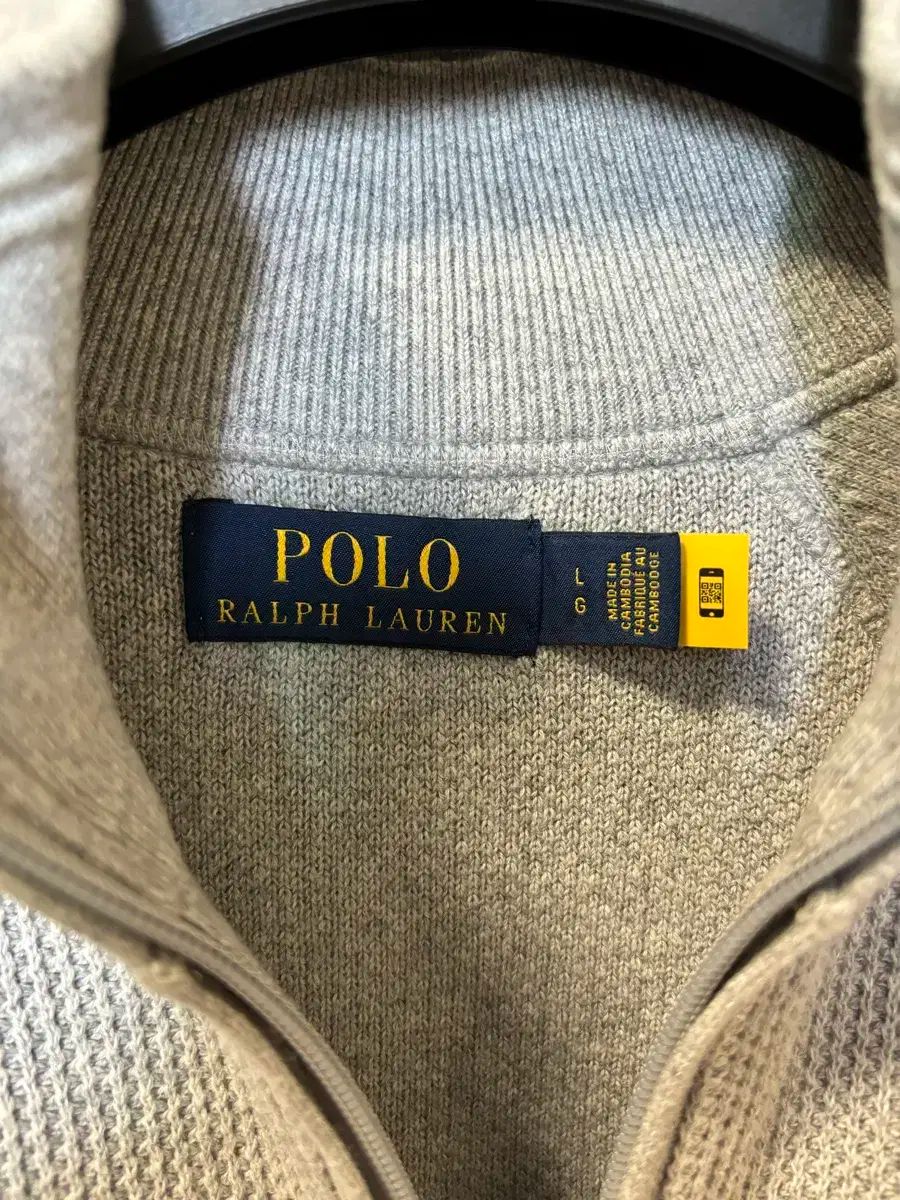 POLO
RALPH LAUREN
L
G
MADE IN
CAMBODIA
FABRIQUÉ AU
CAMBODGE